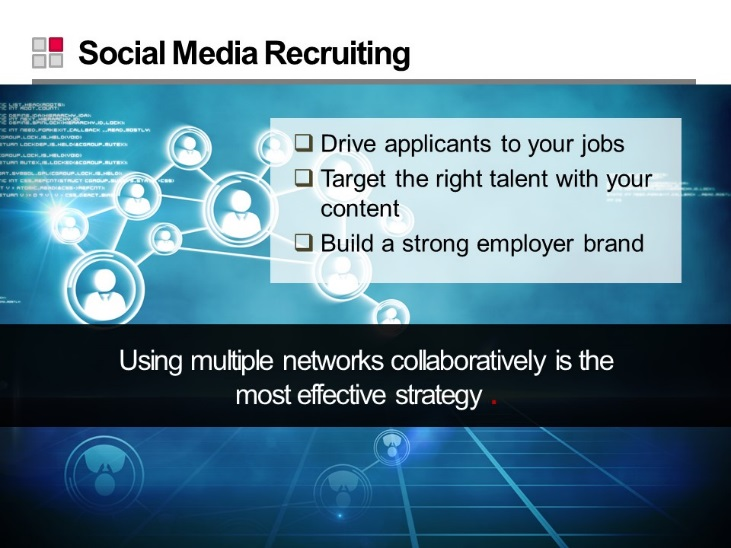 Social Media Recruiting
❑ Drive applicants to your jobs
❑ Target the right talent with your
content
❑ Build a strong employer brand
Using multiple networks collaboratively is the
most effective strategy .